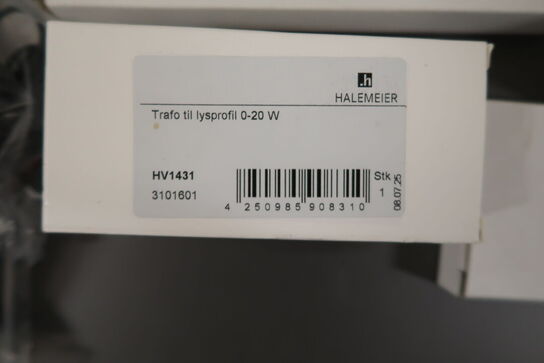 .h
HALEMEIER
Trafo til lysprofil 0-20 W
HV1431
3101601
4 250985 908310
Stk
1
08.07.25